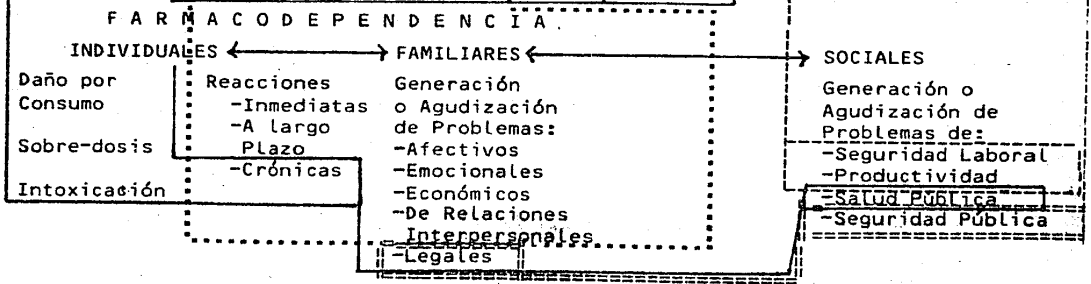 FARMACODEPENDENCIA.
INDIVIDUALES
Daño por
Consumo
Sobre-dosis
Intoxicación
Reacciones
-Inmediatas
-A largo
Plazo
-Crónicas
FAMILIARES
Generación
o Agudización
de Problemas:
-Afectivos
-Emocionales
-Económicos
-De Relaciones
Interpersonales
-Legales
SOCIALES
Generación o
Agudización de
Problemas de:
-Seguridad Laboral
-Productividad
-Salud Pública
-Seguridad Pública